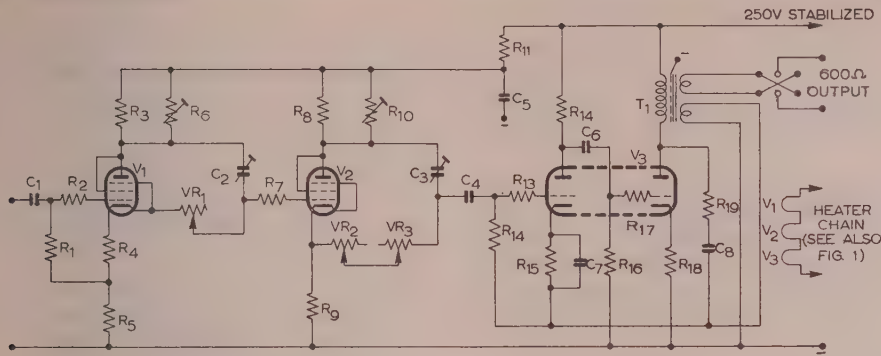 250V STABILIZED
R11
R3
R6
R8
R10
C5
R14
T1
600Ω
OUTPUT
C6
C1
R2
V1
C2
VR1
R7
V2
C3
C4
R13
V3
R17
R19
V1
V2
V3
HEATER
CHAIN
(SEE ALSO
FIG. 1)
R1
R4
VR2
VR3
R14
R15
C7
R16
R18
C8
R5
R9